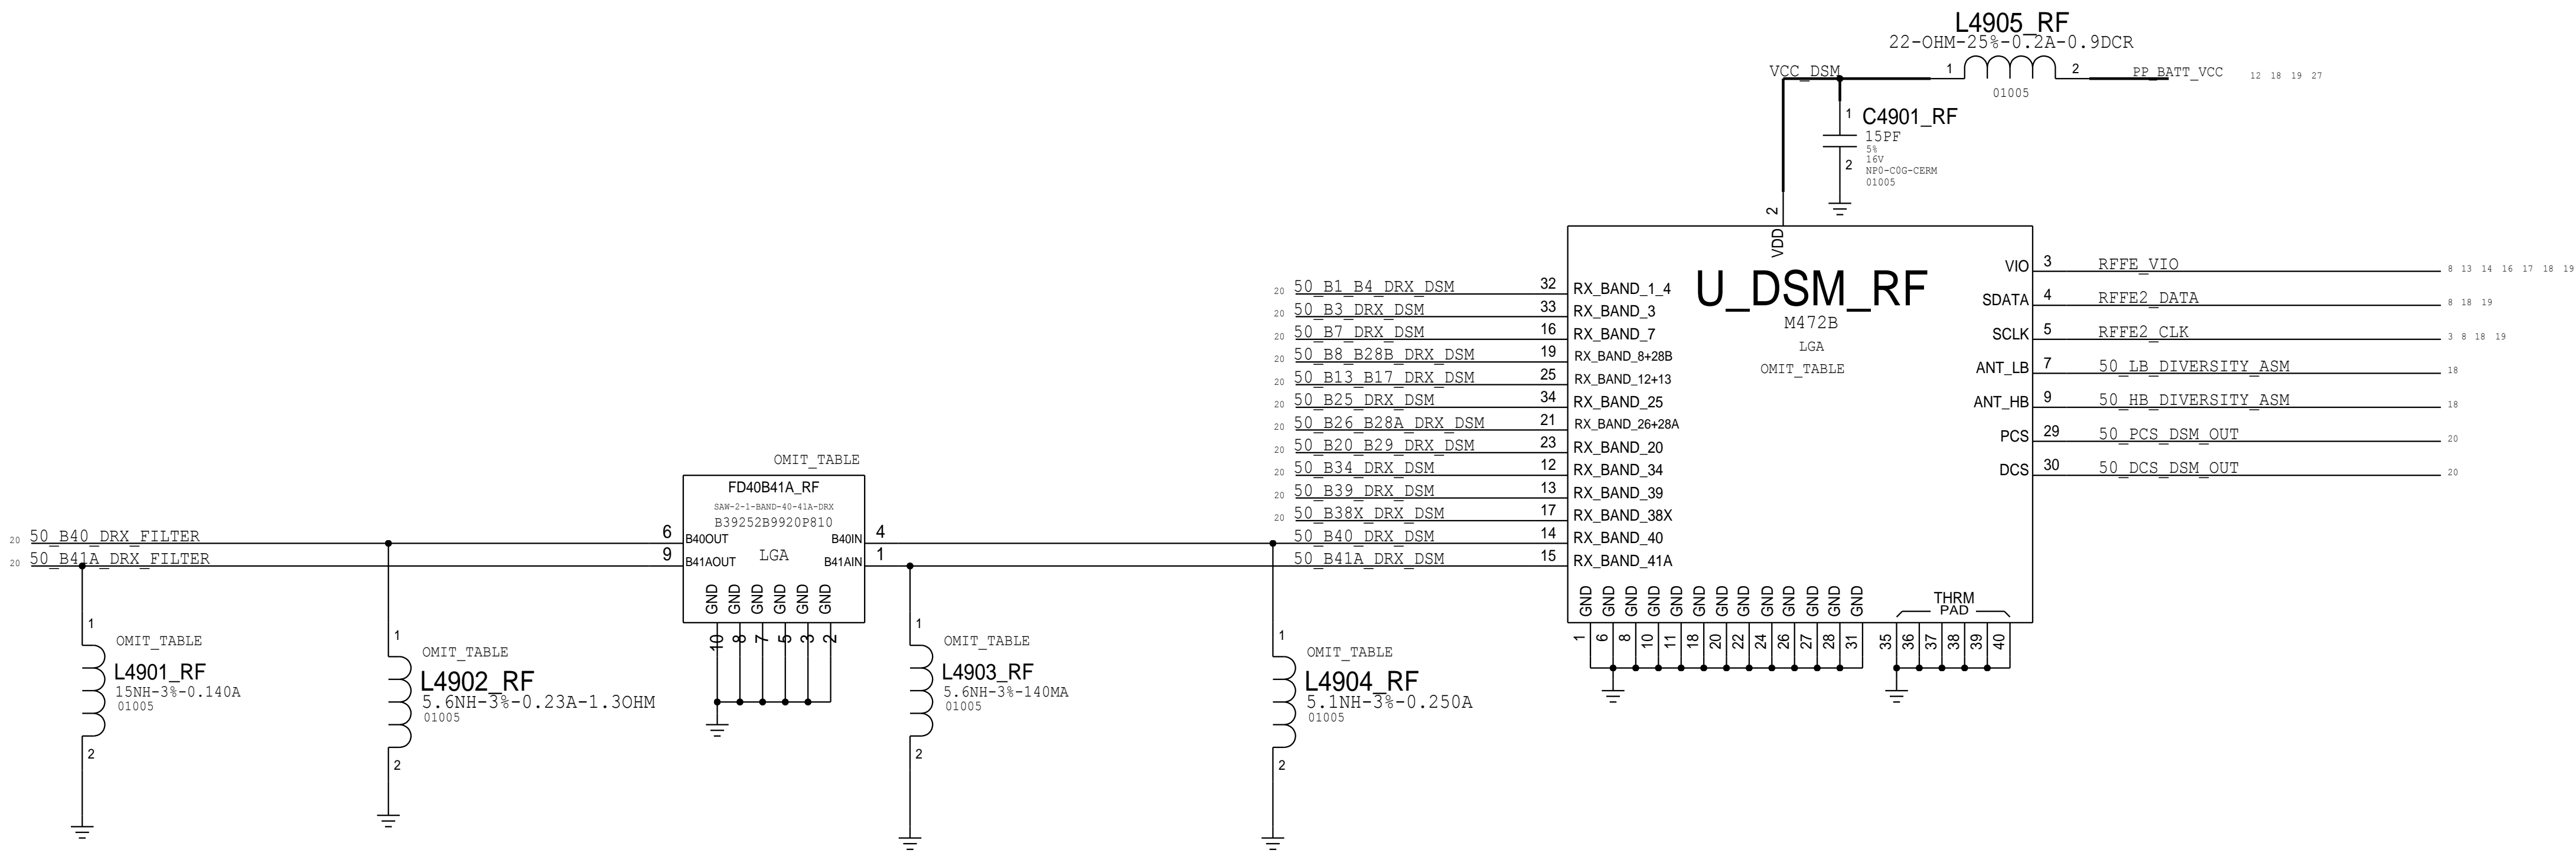 L4905_RF
22-OHM-25%-0.2A-0.9DCR
VCC_DSM 1 2 PP_BATT_VCC 12 18 19 27
01005
1 C4901_RF
15PF
5%
16V
2 NP0-C0G-CERM
01005
2
VDD
U_DSM_RF
M472B
LGA
OMIT_TABLE
20 50_B1_B4_DRX_DSM 32 RX_BAND_1_4
20 50_B3_DRX_DSM 33 RX_BAND_3
20 50_B7_DRX_DSM 16 RX_BAND_7
20 50_B8_B28B_DRX_DSM 19 RX_BAND_8+28B
20 50_B13_B17_DRX_DSM 25 RX_BAND_12+13
20 50_B25_DRX_DSM 34 RX_BAND_25
20 50_B26_B28A_DRX_DSM 21 RX_BAND_26+28A
20 50_B20_B29_DRX_DSM 23 RX_BAND_20
20 50_B34_DRX_DSM 12 RX_BAND_34
20 50_B39_DRX_DSM 13 RX_BAND_39
20 50_B38X_DRX_DSM 17 RX_BAND_38X
50_B40_DRX_DSM 14 RX_BAND_40
50_B41A_DRX_DSM 15 RX_BAND_41A
VIO 3 RFFE_VIO 8 13 14 16 17 18 19
SDATA 4 RFFE2_DATA 8 18 19
SCLK 5 RFFE2_CLK 3 8 18 19
ANT_LB 7 50_LB_DIVERSITY_ASM 18
ANT_HB 9 50_HB_DIVERSITY_ASM 18
PCS 29 50_PCS_DSM_OUT 20
DCS 30 50_DCS_DSM_OUT 20
GND GND GND GND GND GND GND GND GND GND GND GND GND
THRM
PAD
1 6 8 10 11 18 20 22 24 26 27 28 31 35 36 37 38 39 40
OMIT_TABLE
FD40B41A_RF
SAW-2-1-BAND-40-41A-DRX
B39252B9920P810
LGA
20 50_B40_DRX_FILTER 6 B40OUT B40IN 4
20 50_B41A_DRX_FILTER 9 B41AOUT B41AIN 1
GND GND GND GND GND GND
10 8 7 5 3 2
1
OMIT_TABLE
L4901_RF
15NH-3%-0.140A
01005
2
1
OMIT_TABLE
L4902_RF
5.6NH-3%-0.23A-1.3OHM
01005
2
1
OMIT_TABLE
L4903_RF
5.6NH-3%-140MA
01005
2
1
OMIT_TABLE
L4904_RF
5.1NH-3%-0.250A
01005
2